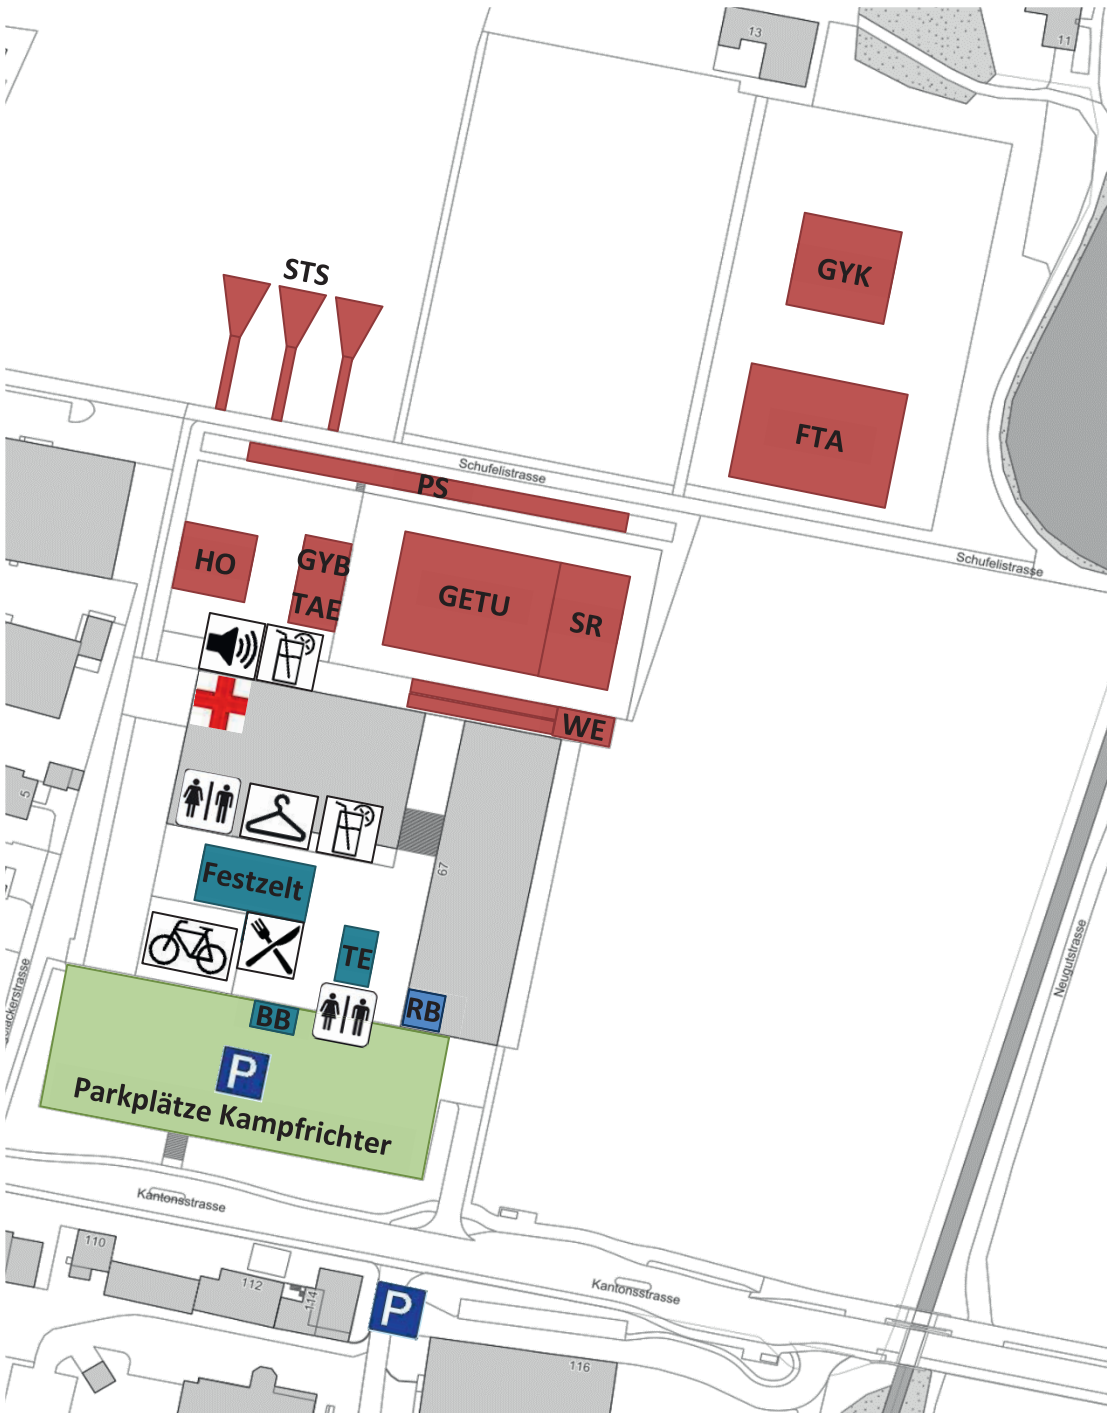 13
11
GYK
STS
FTA
Schufelistrasse
PS
Schufelistrasse
HO
GYB
TAE
GETU
SR
WE
5
67
Festzelt
TE
RB
BB
Neugutstrasse
P
Parkplätze Kampfrichter
Kantonsstrasse
110
112
114
P
Kantonsstrasse
116